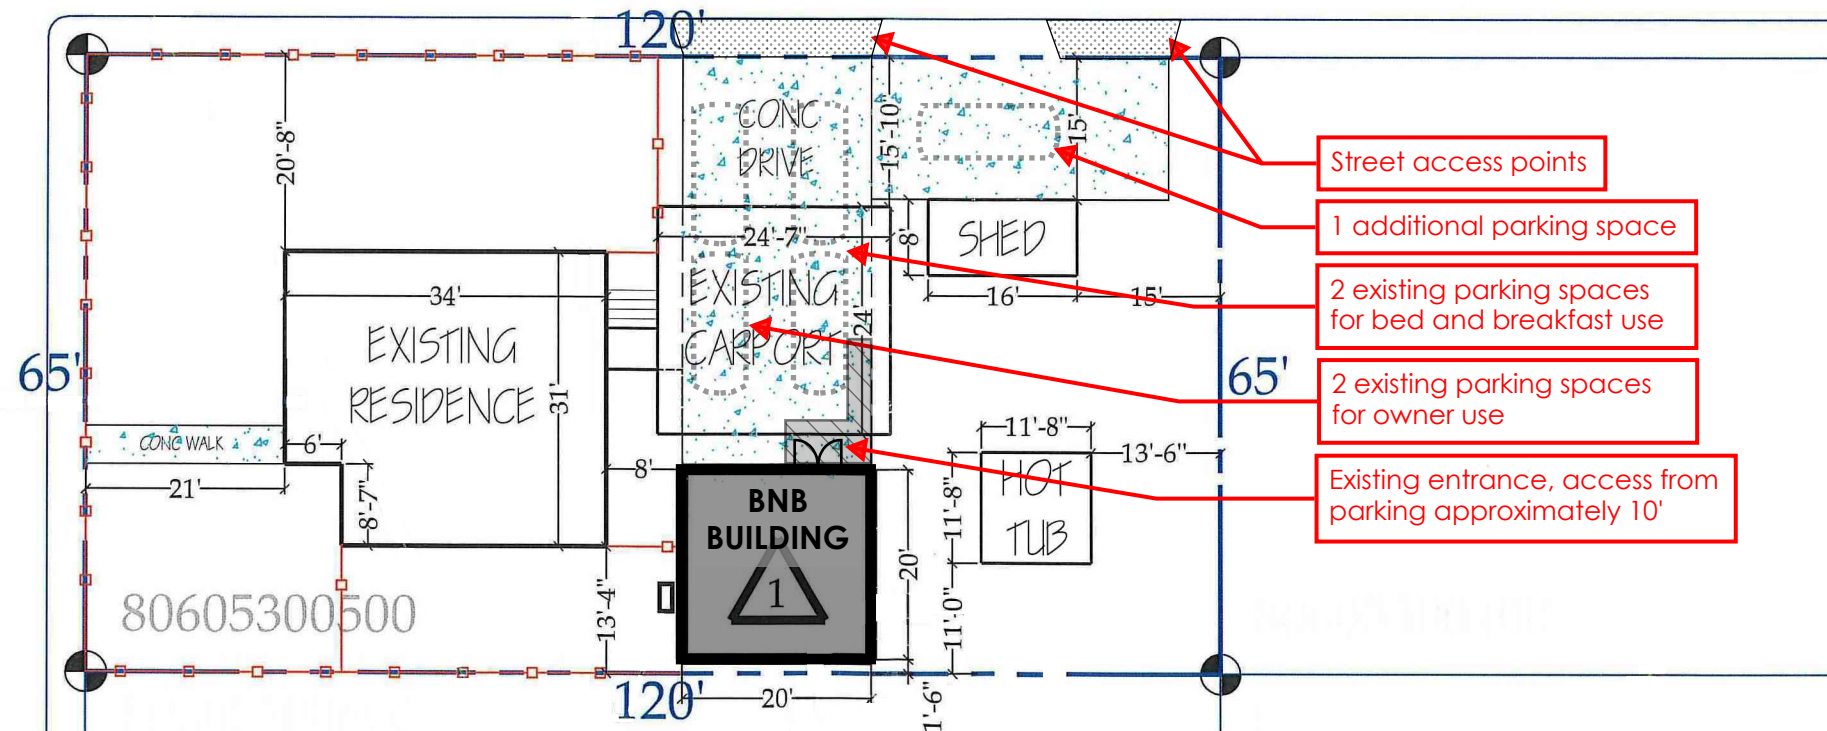 120'
CONC
DRIVE
15'-10"
15'
20'-8"
Street access points
1 additional parking space
SHED
8'
24'-7"
16'
15'
2 existing parking spaces
for bed and breakfast use
34'
EXISTING
CARPORT
24'
EXISTING
RESIDENCE
31'
65'
65'
2 existing parking spaces
for owner use
CONC WALK
6'
21'
8'-7"
8'
11'-8"
13'-6"
HOT
TUB
11'-8"
Existing entrance, access from
parking approximately 10'
BNB
BUILDING
1
20'
80605300500
13'-4"
11'-0"
120'
20'
1'-6"